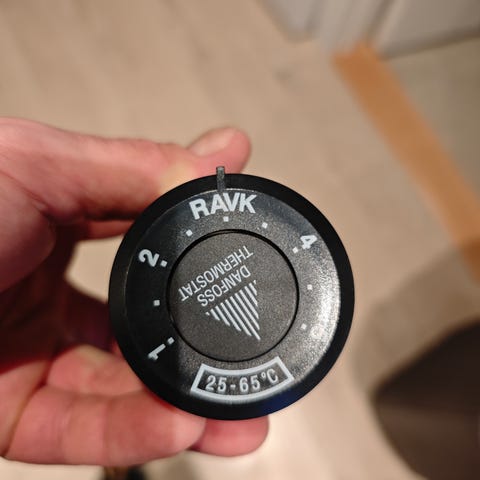 RAVK
1
2
4
DANFOSS
THERMOSTAT
25-65°C